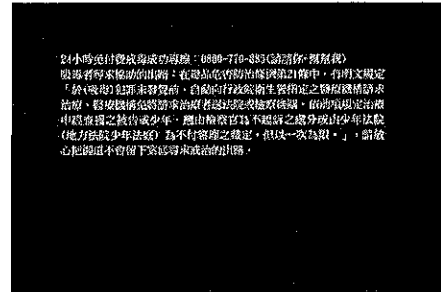 24小時免付費戒毒成功專線：0800-770-885(請請你‧幫幫我)
吸毒者尋求協助的出路：在毒品危害防制條例第21條中，有明文規定
「於(吸毒)犯罪未發覺前，自動向行政院衛生署指定之醫療機構請求
治療，醫療機構免將請求治療者送法院或檢察機關，前項規定治療
中經查獲之被告或少年，應由檢察官為不起訴之處分或由少年法院
(地方法院少年法庭) 為不付審理之裁定，但以一次為限。」，請放
心把握這不會留下案底尋求戒治的出路。